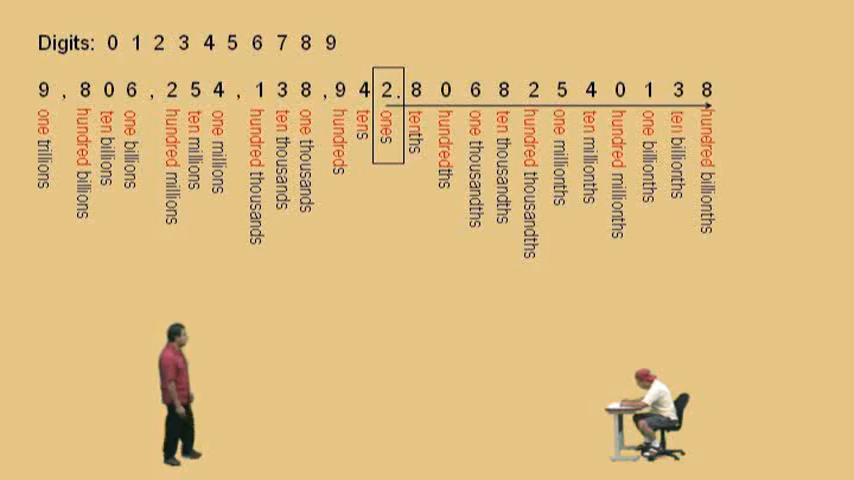 Digits: 0 1 2 3 4 5 6 7 8 9
9 , 8 0 6 , 2 5 4 , 1 3 8 , 9 4 2 . 8 0 6 8 2 5 4 0 1 3 8
one trillions
hundred billions
ten billions
one billions
hundred millions
ten millions
one millions
hundred thousands
ten thousands
one thousands
hundreds
tens
ones
tenths
hundredths
one thousandths
ten thousandths
hundred thousandths
one millionths
ten millionths
hundred millionths
one billionths
ten billionths
hundred billionths